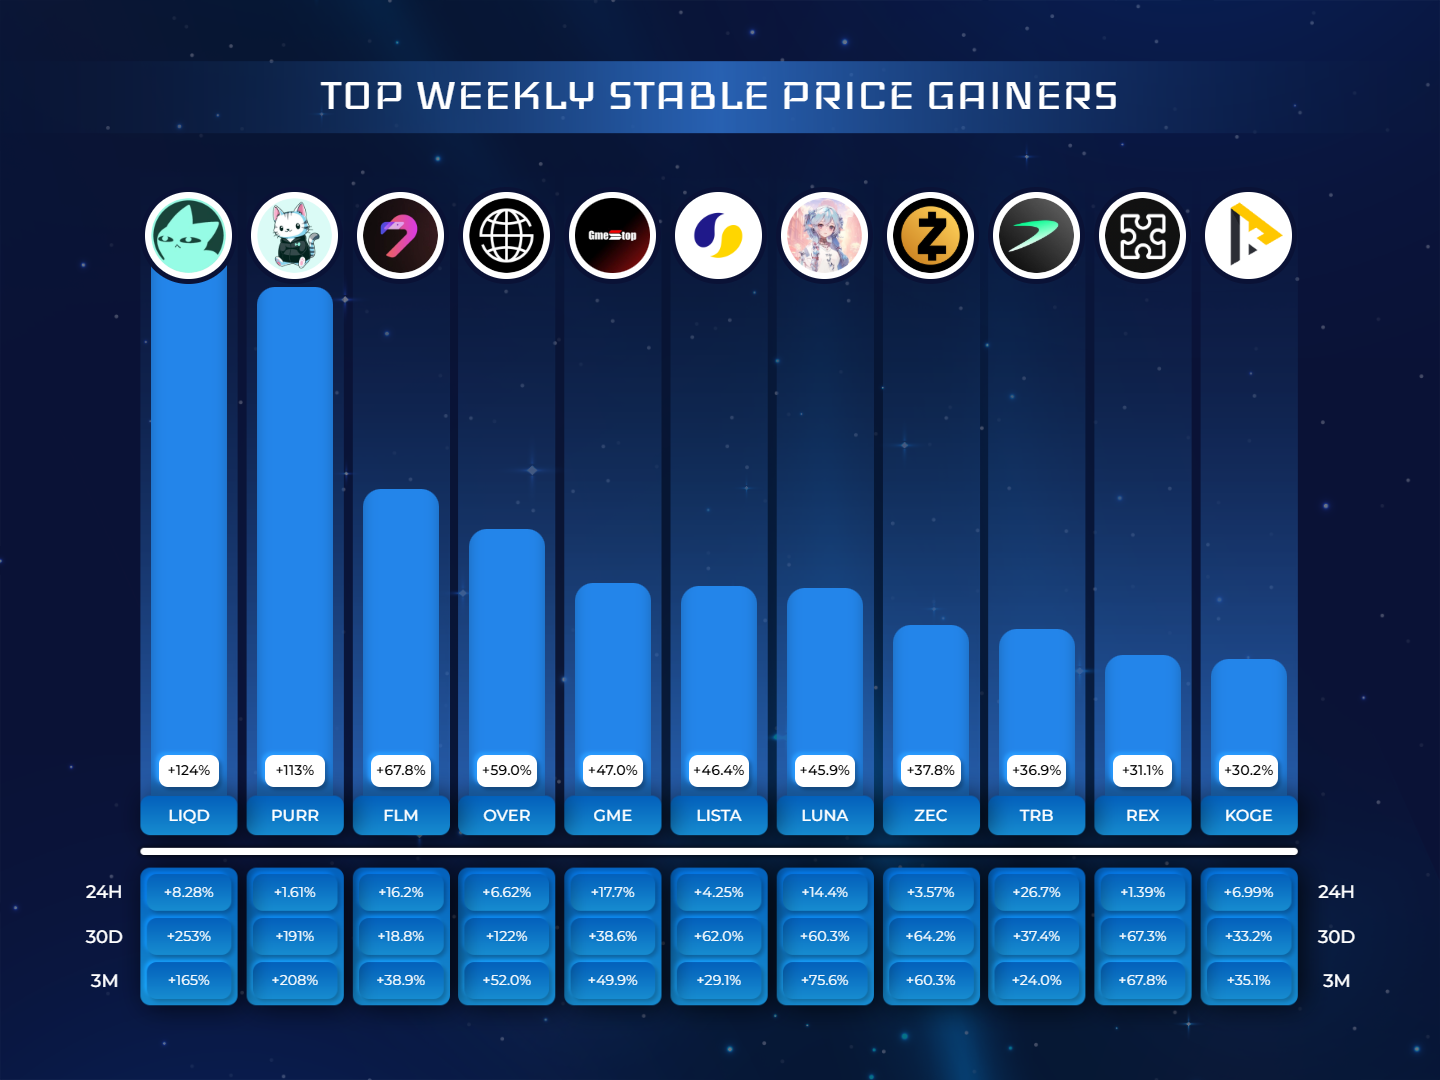 TOP WEEKLY STABLE PRICE GAINERS
GmeStop
+124% +113% +67.8% +59.0% +47.0% +46.4% +45.9% +37.8% +36.9% +31.1% +30.2%
LIQD PURR FLM OVER GME LISTA LUNA ZEC TRB REX KOGE
24H +8.28% +1.61% +16.2% +6.62% +17.7% +4.25% +14.4% +3.57% +26.7% +1.39% +6.99% 24H
30D +253% +191% +18.8% +122% +38.6% +62.0% +60.3% +64.2% +37.4% +67.3% +33.2% 30D
3M +165% +208% +38.9% +52.0% +49.9% +29.1% +75.6% +60.3% +24.0% +67.8% +35.1% 3M